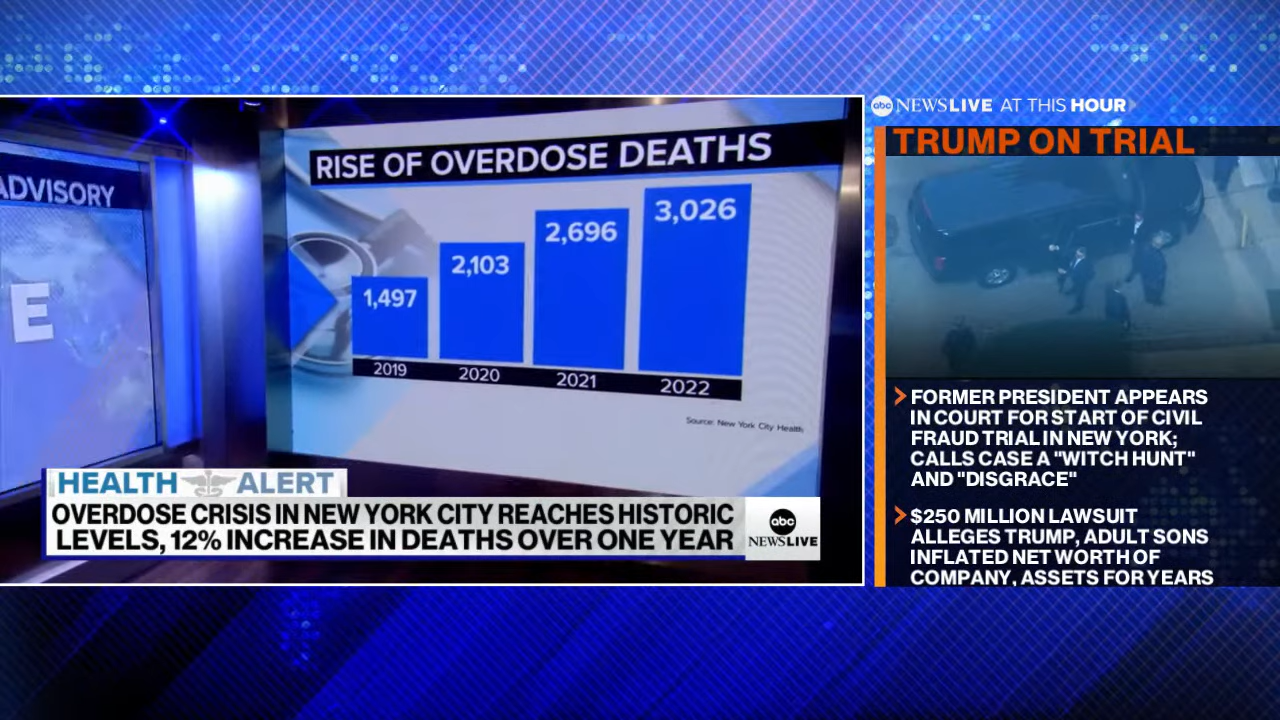 ADVISORY
E
RISE OF OVERDOSE DEATHS
1,497
2,103
2,696
3,026
2019
2020
2021
2022
Source: New York City Health
HEALTH ALERT
OVERDOSE CRISIS IN NEW YORK CITY REACHES HISTORIC
LEVELS, 12% INCREASE IN DEATHS OVER ONE YEAR
abc
NEWSLIVE
abc NEWSLIVE AT THIS HOUR
TRUMP ON TRIAL
FORMER PRESIDENT APPEARS
IN COURT FOR START OF CIVIL
FRAUD TRIAL IN NEW YORK;
CALLS CASE A "WITCH HUNT"
AND "DISGRACE"
$250 MILLION LAWSUIT
ALLEGES TRUMP, ADULT SONS
INFLATED NET WORTH OF
COMPANY, ASSETS FOR YEARS